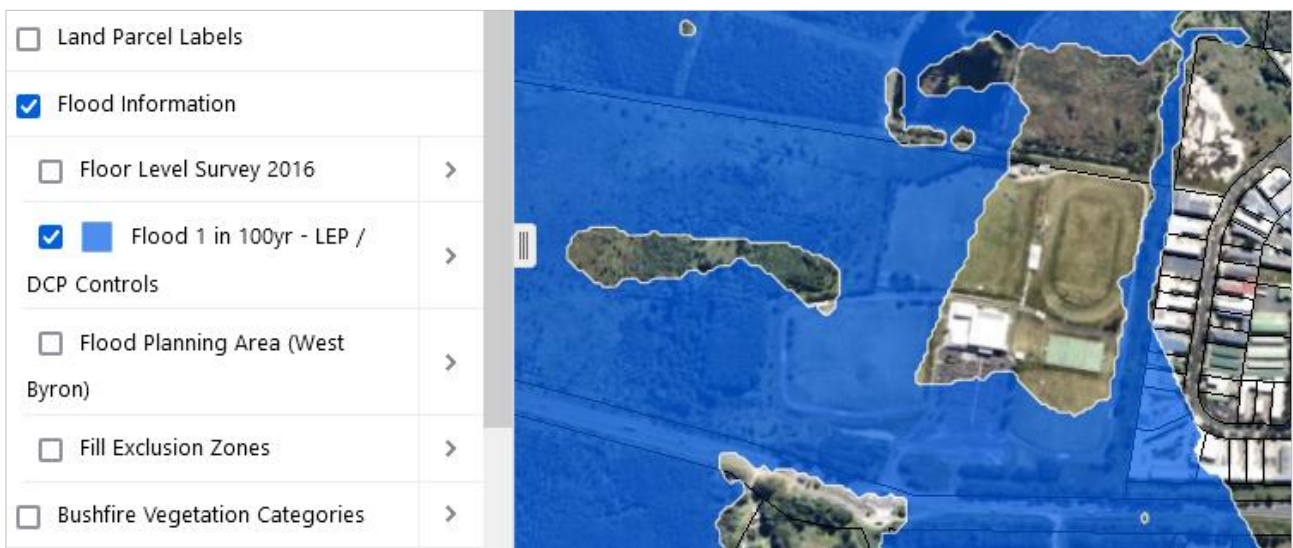 Land Parcel Labels
Flood Information
Floor Level Survey 2016
Flood 1 in 100yr - LEP /
DCP Controls
Flood Planning Area (West
Byron)
Fill Exclusion Zones
Bushfire Vegetation Categories